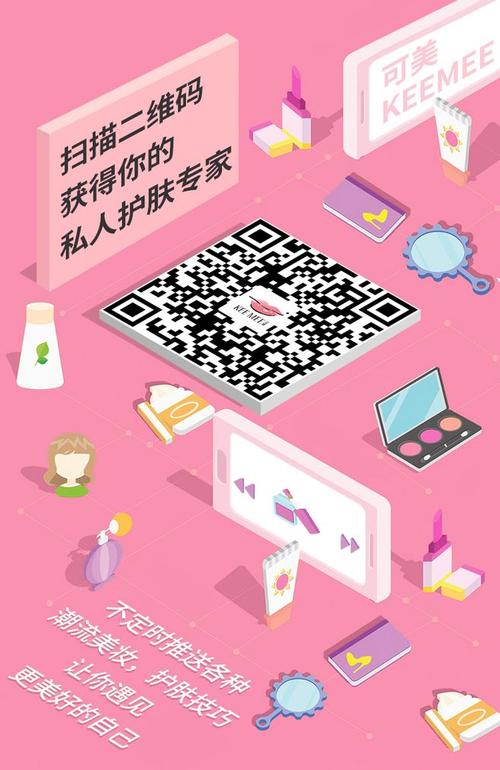 扫描二维码
获得你的
私人护肤专家
可美
KEEMEE
KEEMEE
不定时推送各种
潮流美妆，护肤技巧
让你遇见
更美好的自己